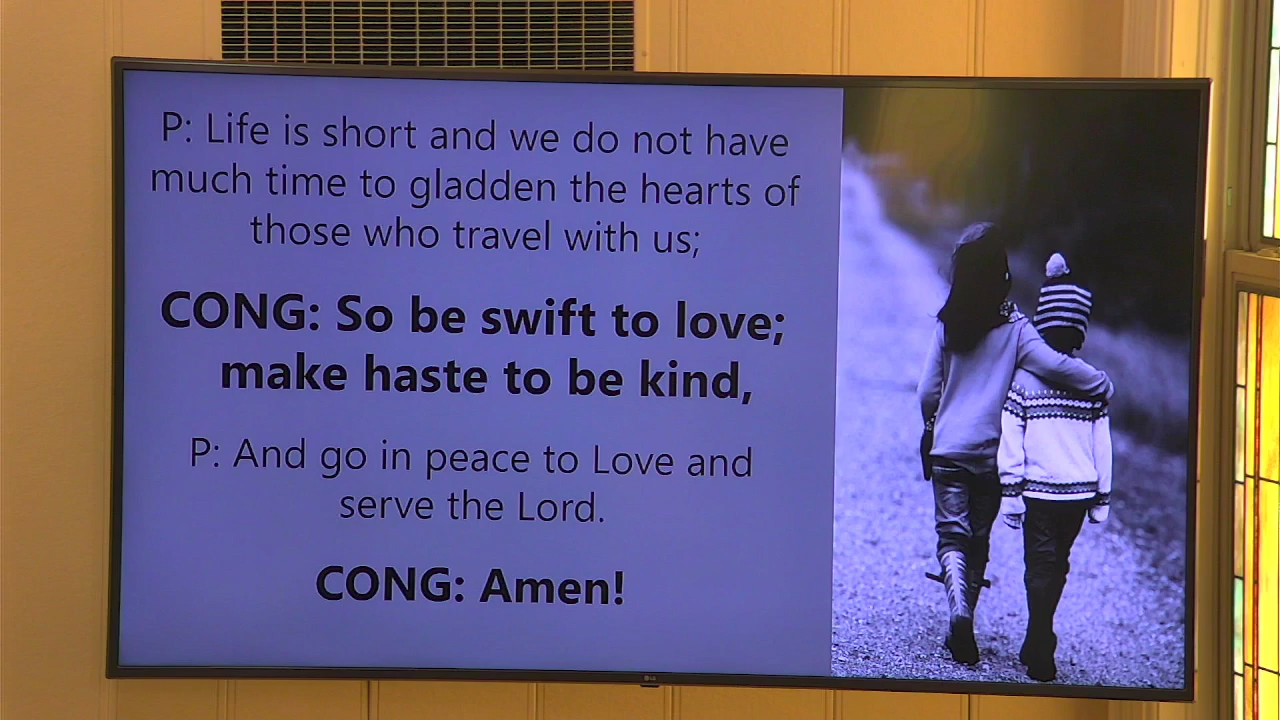 P: Life is short and we do not have
much time to gladden the hearts of
those who travel with us;
CONG: So be swift to love;
make haste to be kind,
P: And go in peace to Love and
serve the Lord.
CONG: Amen!
LG